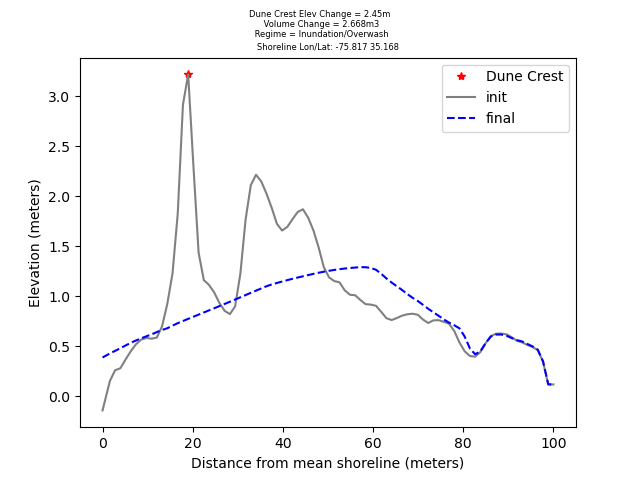 Dune Crest Elev Change = 2.45m
Volume Change = 2.668m3
Regime = Inundation/Overwash
Shoreline Lon/Lat: -75.817 35.168
Dune Crest
init
final
3.0
2.5
2.0
1.5
1.0
0.5
0.0
Elevation (meters)
0 20 40 60 80 100
Distance from mean shoreline (meters)